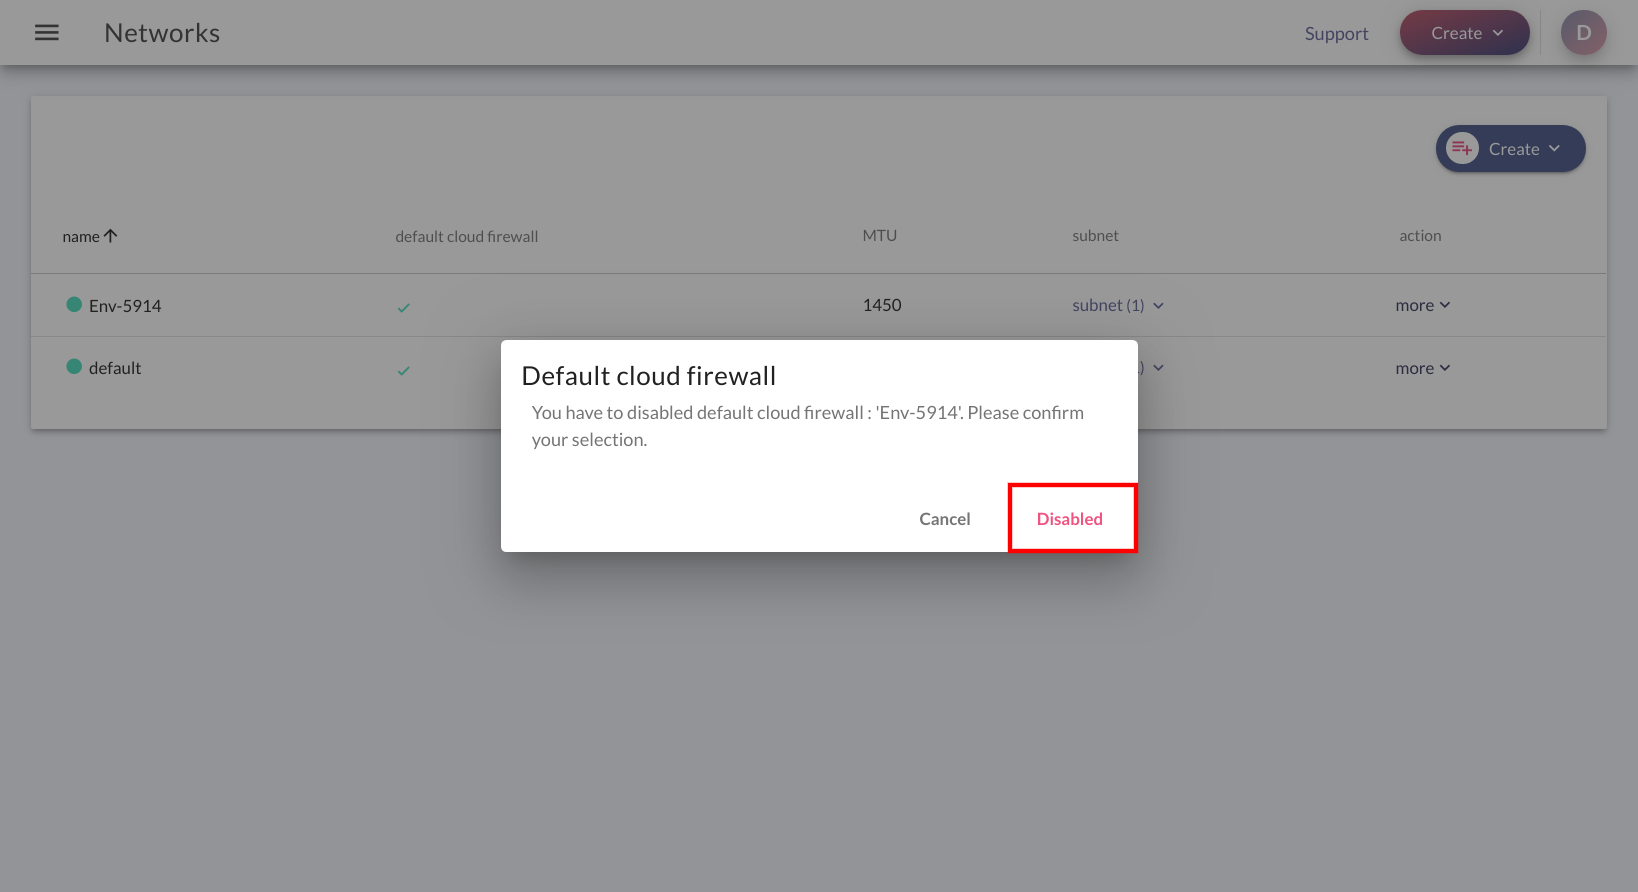 Networks
Support
Create
D
Create
name
default cloud firewall
MTU
subnet
action
Env-5914
1450
subnet (1)
more
default
)
more
Default cloud firewall
You have to disabled default cloud firewall : 'Env-5914'. Please confirm
your selection.
Cancel
Disabled